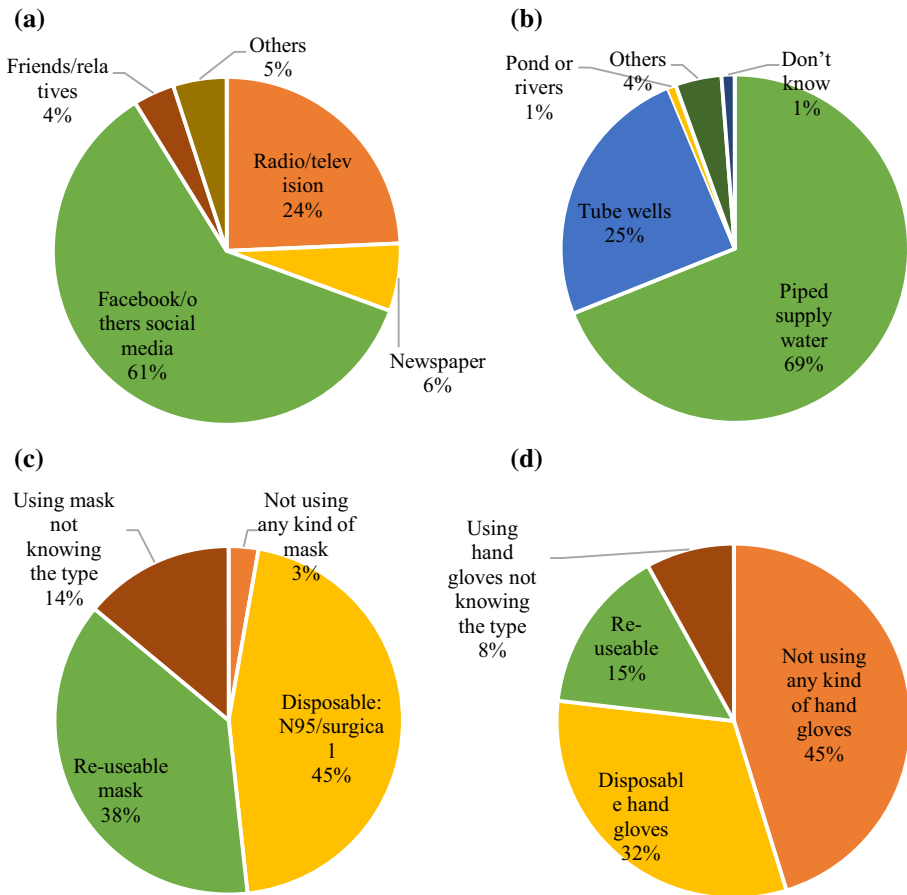 (a)
Others
5%
Friends/rela
tives
4%
Radio/telev
ision
24%
Facebook/o
thers social
media
61%
Newspaper
6%
(b)
Pond or
rivers
1%
Others
4%
Don't
know
1%
Tube wells
25%
Piped
supply
water
69%
(c)
Using mask
not
knowing
the type
14%
Not using
any kind of
mask
3%
Disposable:
N95/surgica
l
45%
Re-useable
mask
38%
(d)
Using
hand
gloves not
knowing
the type
8%
Re-
useable
15%
Not using
any kind
of hand
gloves
45%
Disposabl
e hand
gloves
32%